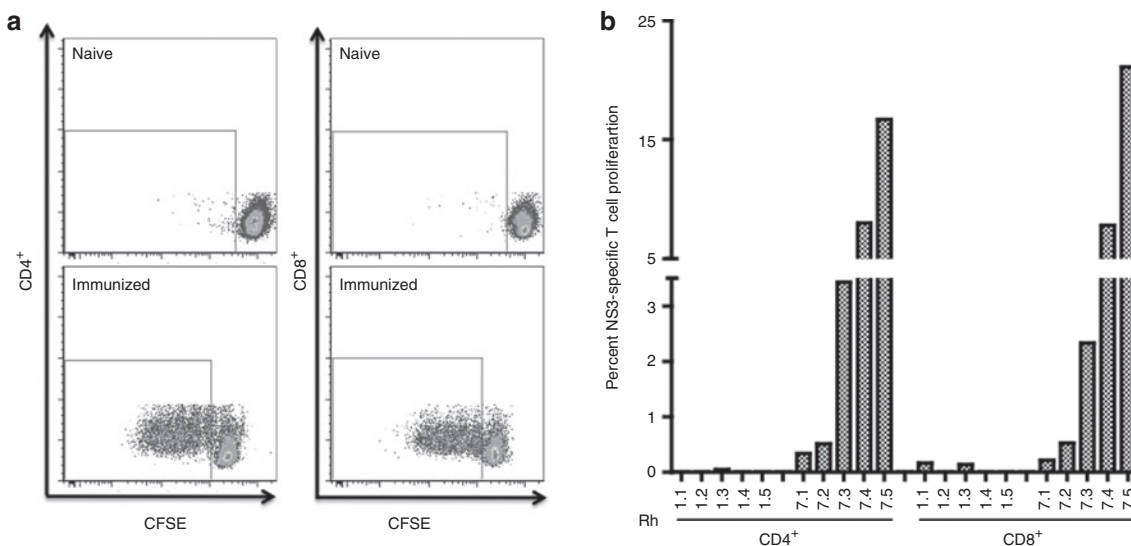 a
Naive
Naive
CD4+
CD8+
Immunized
Immunized
CFSE
CFSE
b
Percent NS3-specific T cell proliferartion
25
15
5
3
2
1
0
Rh
1.1 1.2 1.3 1.4 1.5 7.1 7.2 7.3 7.4 7.5 1.1 1.2 1.3 1.4 1.5 7.1 7.2 7.3 7.4 7.5
CD4+
CD8+